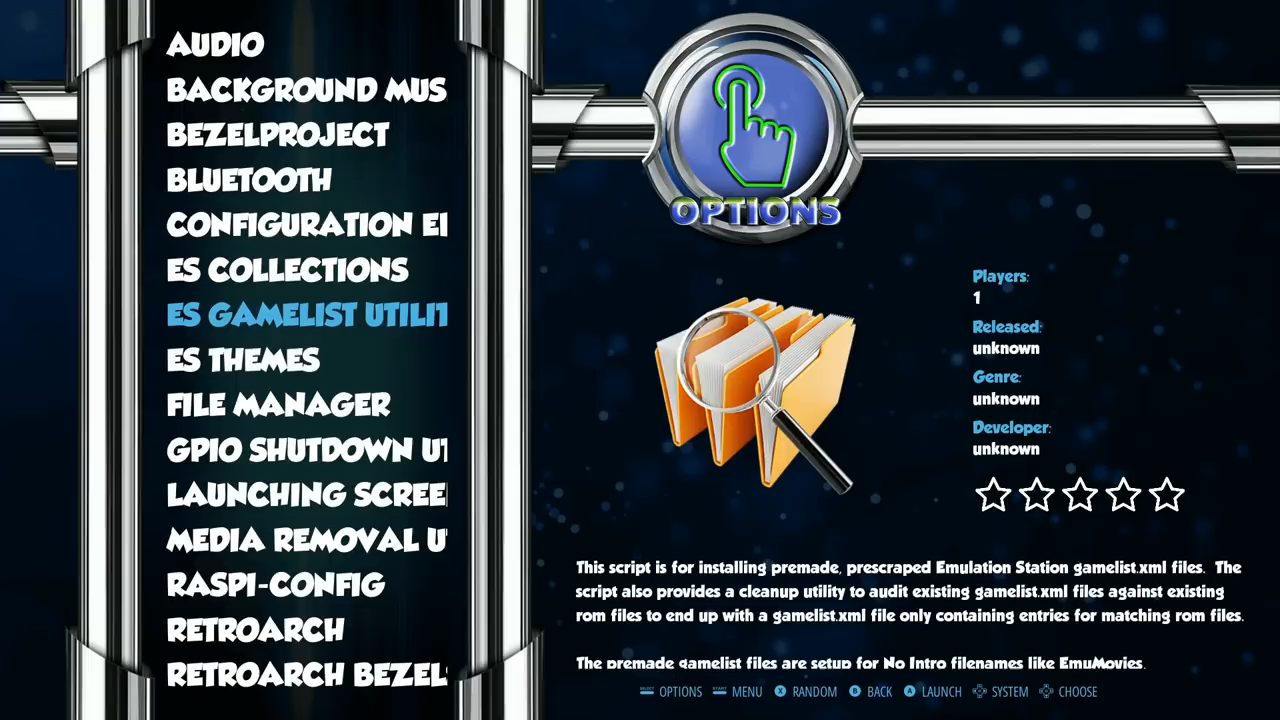 AUDIO
BACKGROUND MUS
BEZELPROJECT
BLUETOOTH
CONFIGURATION
ES COLLECTIONS
ES GAMELIST UTILIT
ES THEMES
FILE MANAGER
GPIO SHUTDOWN UT
LAUNCHING SCREE
MEDIA REMOVAL U
RASPI-CONFIG
RETROARCH
RETROARCH BEZEL
OPTIONS
Players:
1
Released:
unknown
Genre:
unknown
Developer:
unknown
This script is for installing premade, prescraped Emulation Station gamelist.xml files. The
script also provides a cleanup utility to audit existing gamelist.xml files against existing
rom files to end up with a gamelist.xml file only containing entries for matching rom files.
The premade gamelist files are setup for No Intro filenames like EmuMovies.
SELECT OPTIONS START MENU X RANDOM B BACK A LAUNCH SYSTEM CHOOSE